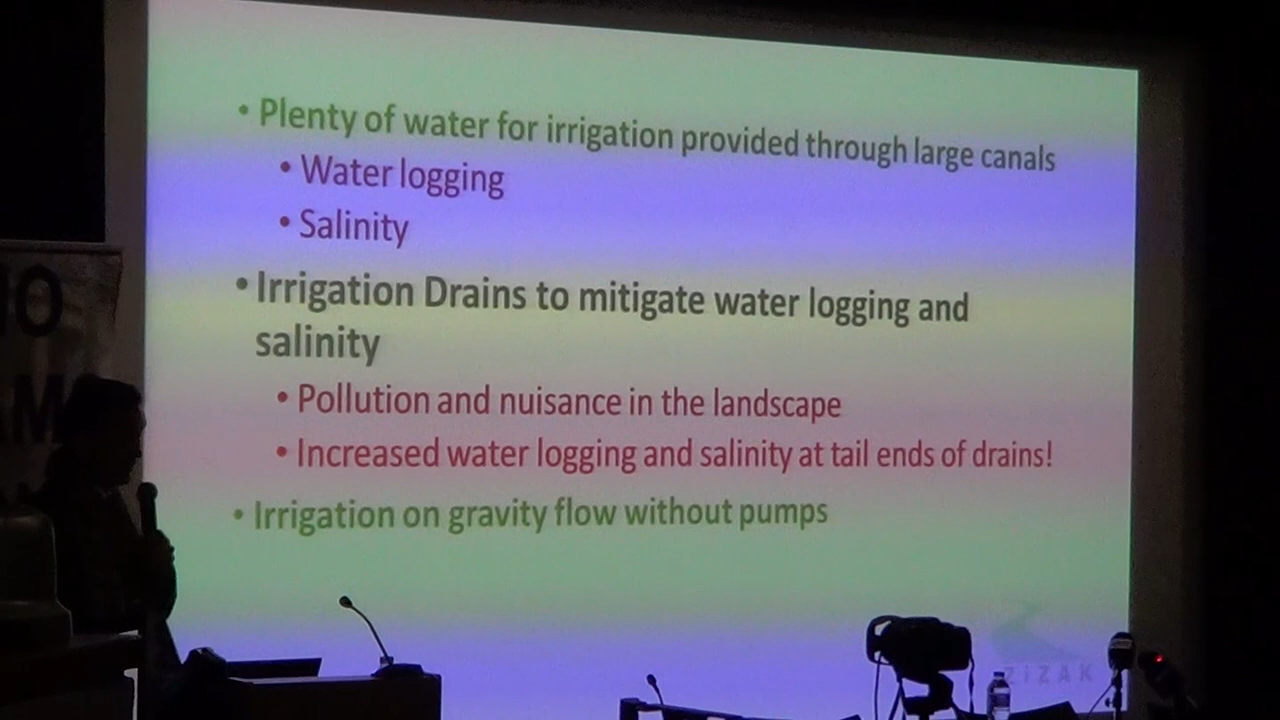 • Plenty of water for irrigation provided through large canals
• Water logging
• Salinity
• Irrigation Drains to mitigate water logging and
salinity
• Pollution and nuisance in the landscape
• Increased water logging and salinity at tail ends of drains!
• Irrigation on gravity flow without pumps
ZiZAK